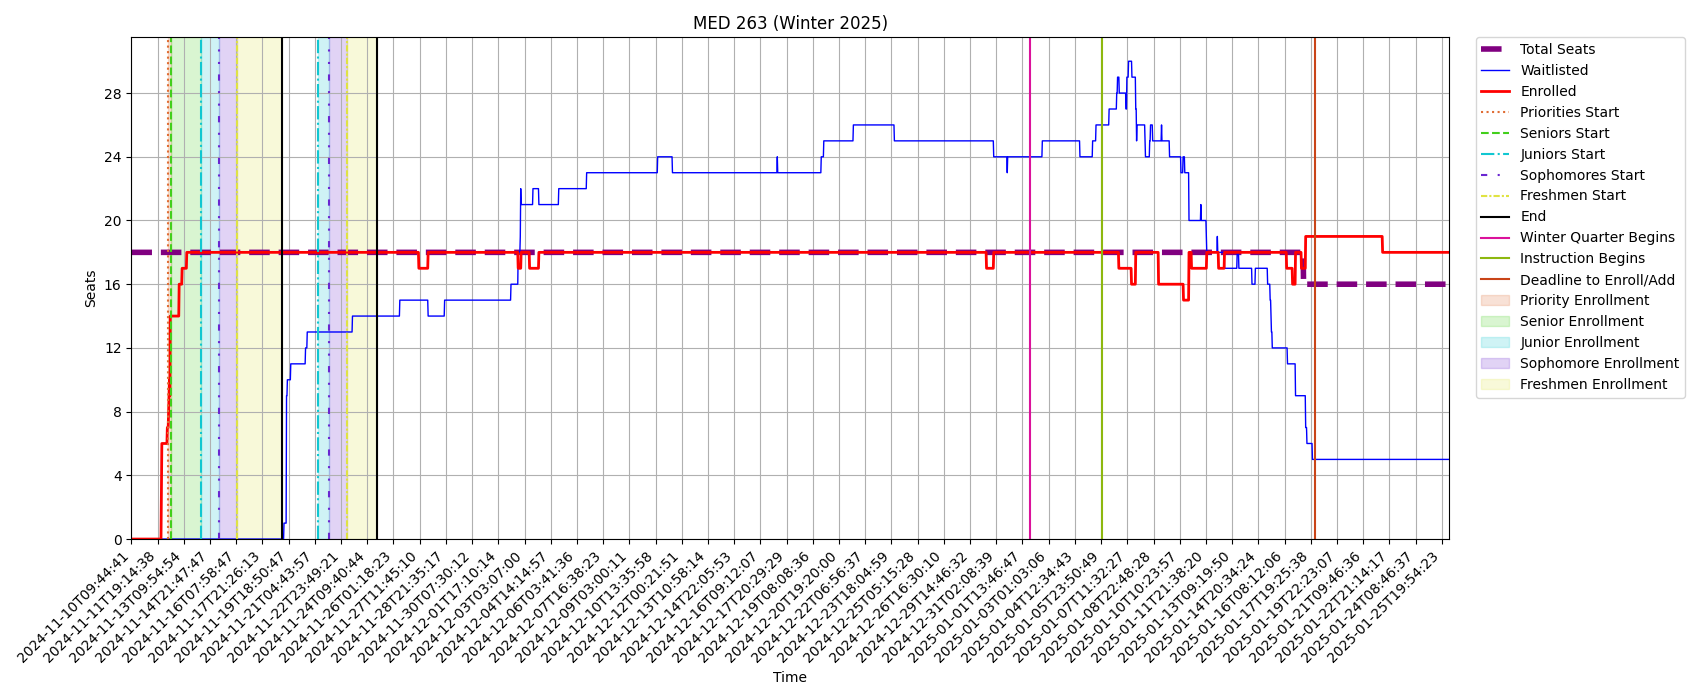 MED 263 (Winter 2025)
Seats
28
24
20
16
12
8
4
0
2024-11-10T09:44:41
2024-11-11T19:14:38
2024-11-13T09:54:54
2024-11-14T21:47:47
2024-11-16T07:58:47
2024-11-17T21:26:13
2024-11-19T18:50:47
2024-11-21T04:43:57
2024-11-22T23:49:21
2024-11-24T09:40:44
2024-11-26T01:18:23
2024-11-27T11:45:10
2024-11-28T21:35:17
2024-11-30T07:30:12
2024-12-01T17:10:14
2024-12-03T03:07:00
2024-12-04T14:14:57
2024-12-06T03:41:36
2024-12-07T16:38:23
2024-12-09T03:00:11
2024-12-10T13:35:58
2024-12-12T00:21:51
2024-12-13T10:58:14
2024-12-14T22:05:53
2024-12-16T09:12:07
2024-12-17T20:29:29
2024-12-19T08:08:36
2024-12-20T19:20:00
2024-12-22T06:56:37
2024-12-23T18:04:59
2024-12-25T05:15:28
2024-12-26T16:30:10
2024-12-29T14:46:32
2024-12-31T02:08:39
2025-01-01T13:46:47
2025-01-03T01:03:06
2025-01-04T12:34:43
2025-01-05T23:50:49
2025-01-07T11:32:27
2025-01-08T22:48:28
2025-01-10T10:23:57
2025-01-11T21:38:20
2025-01-13T09:19:50
2025-01-14T20:34:24
2025-01-16T08:12:06
2025-01-17T19:25:38
2025-01-19T22:23:07
2025-01-21T09:46:36
2025-01-22T21:14:17
2025-01-24T08:46:37
2025-01-25T19:54:23
Time
Total Seats
Waitlisted
Enrolled
Priorities Start
Seniors Start
Juniors Start
Sophomores Start
Freshmen Start
End
Winter Quarter Begins
Instruction Begins
Deadline to Enroll/Add
Priority Enrollment
Senior Enrollment
Junior Enrollment
Sophomore Enrollment
Freshmen Enrollment